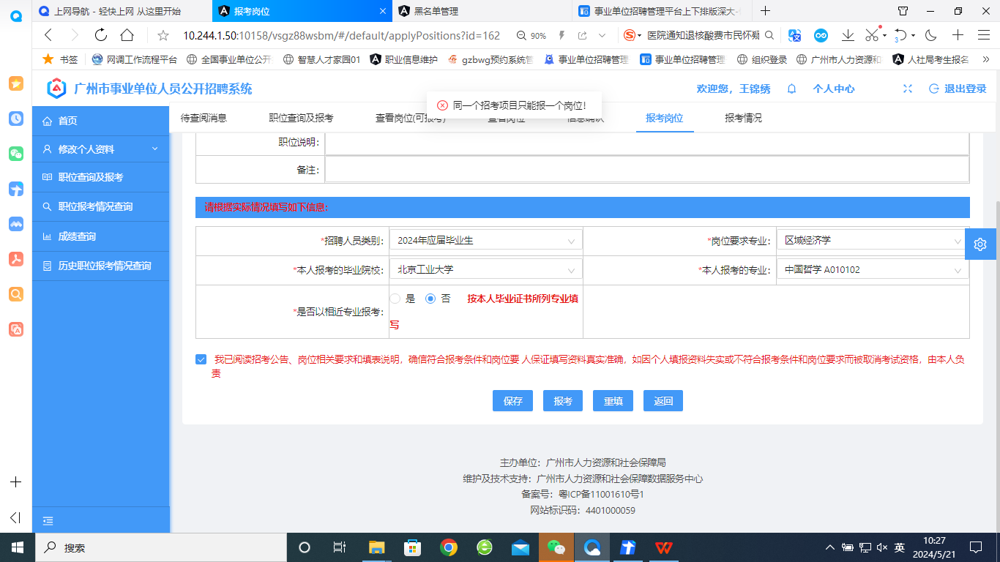 上网导航 - 轻快上网 从这里开始
报考岗位
黑名单管理
事业单位招聘管理平台上下排版深大-
10.244.1.50:10158/vsgz88wsbm/#/default/applyPositions?id=162
90%
医院通知退核酸费市民怀疑
书签
网调工作流程平台
全国事业单位公开
智慧人才家园01
职业信息维护
gzbwg预约系统管
事业单位招聘管理
事业单位招聘管理
组织登录
广州市人力资源和
人社局考生报名
广州市事业单位人员公开招聘系统
同一个招考项目只能报一个岗位!
欢迎您，王锦绣
个人中心
退出登录
首页
修改个人资料
职位查询及报考
职位报考情况查询
成绩查询
历史职位报考情况查询
待查阅消息
职位查询及报考
查看岗位(可报考)
查看岗位
信息确认
报考岗位
报考情况
职位说明:
备注:
请根据实际情况填写如下信息:
*招聘人员类别:
2024年应届毕业生
*岗位要求专业:
区域经济学
*本人报考的毕业院校:
北京工业大学
*本人报考的专业:
中国哲学 A010102
*是否以相近专业报考:
是
否
按本人毕业证书所列专业填
写
我已阅读招考公告、岗位相关要求和填表说明，确信符合报考条件和岗位要 人保证填写资料真实准确，如因个人填报资料失实或不符合报考条件和岗位要求而被取消考试资格，由本人负
责
保存
报考
重填
返回
主办单位：广州市人力资源和社会保障局
维护及技术支持：广州市人力资源和社会保障数据服务中心
备案号：粤ICP备11001610号1
网站标识码：4401000059
搜索
英
10:27
2024/5/21